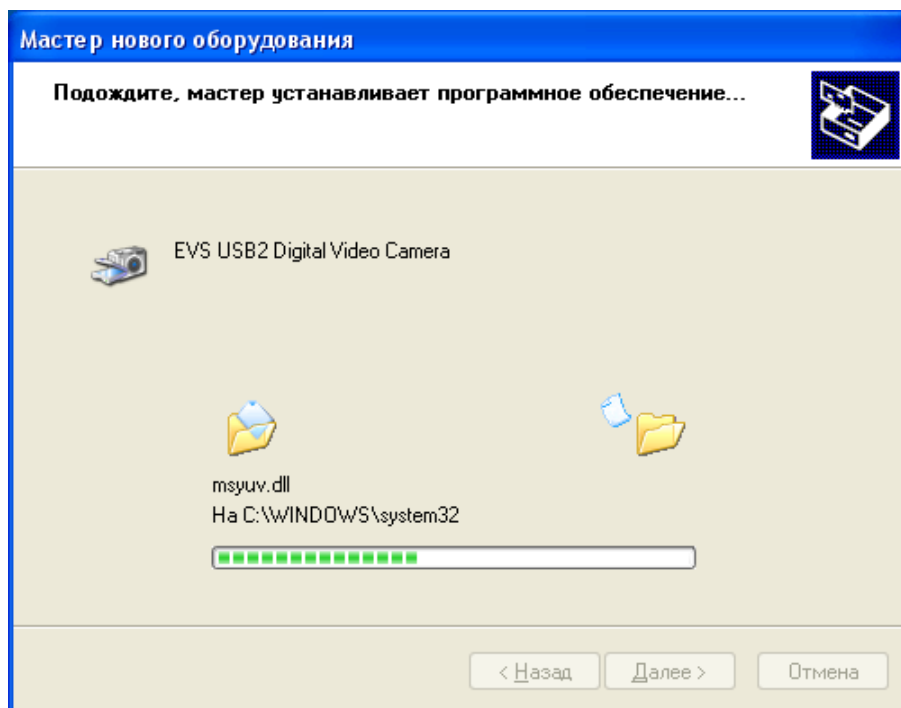 Мастер нового оборудования
Подождите, мастер устанавливает программное обеспечение...
EVS USB2 Digital Video Camera
msyuv.dll
На C:\WINDOWS\system32
< Назад
Далее >
Отмена